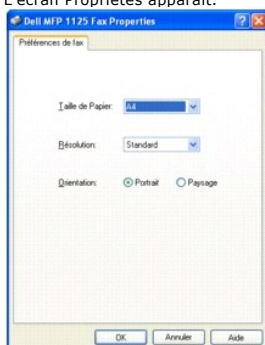 L'écran Propriétés apparaît.
Dell MFP 1125 Fax Properties
Préférences de fax
Taille de Papier: A4
Résolution: Standard
Orientation: Portrait Paysage
OK Annuler Aide